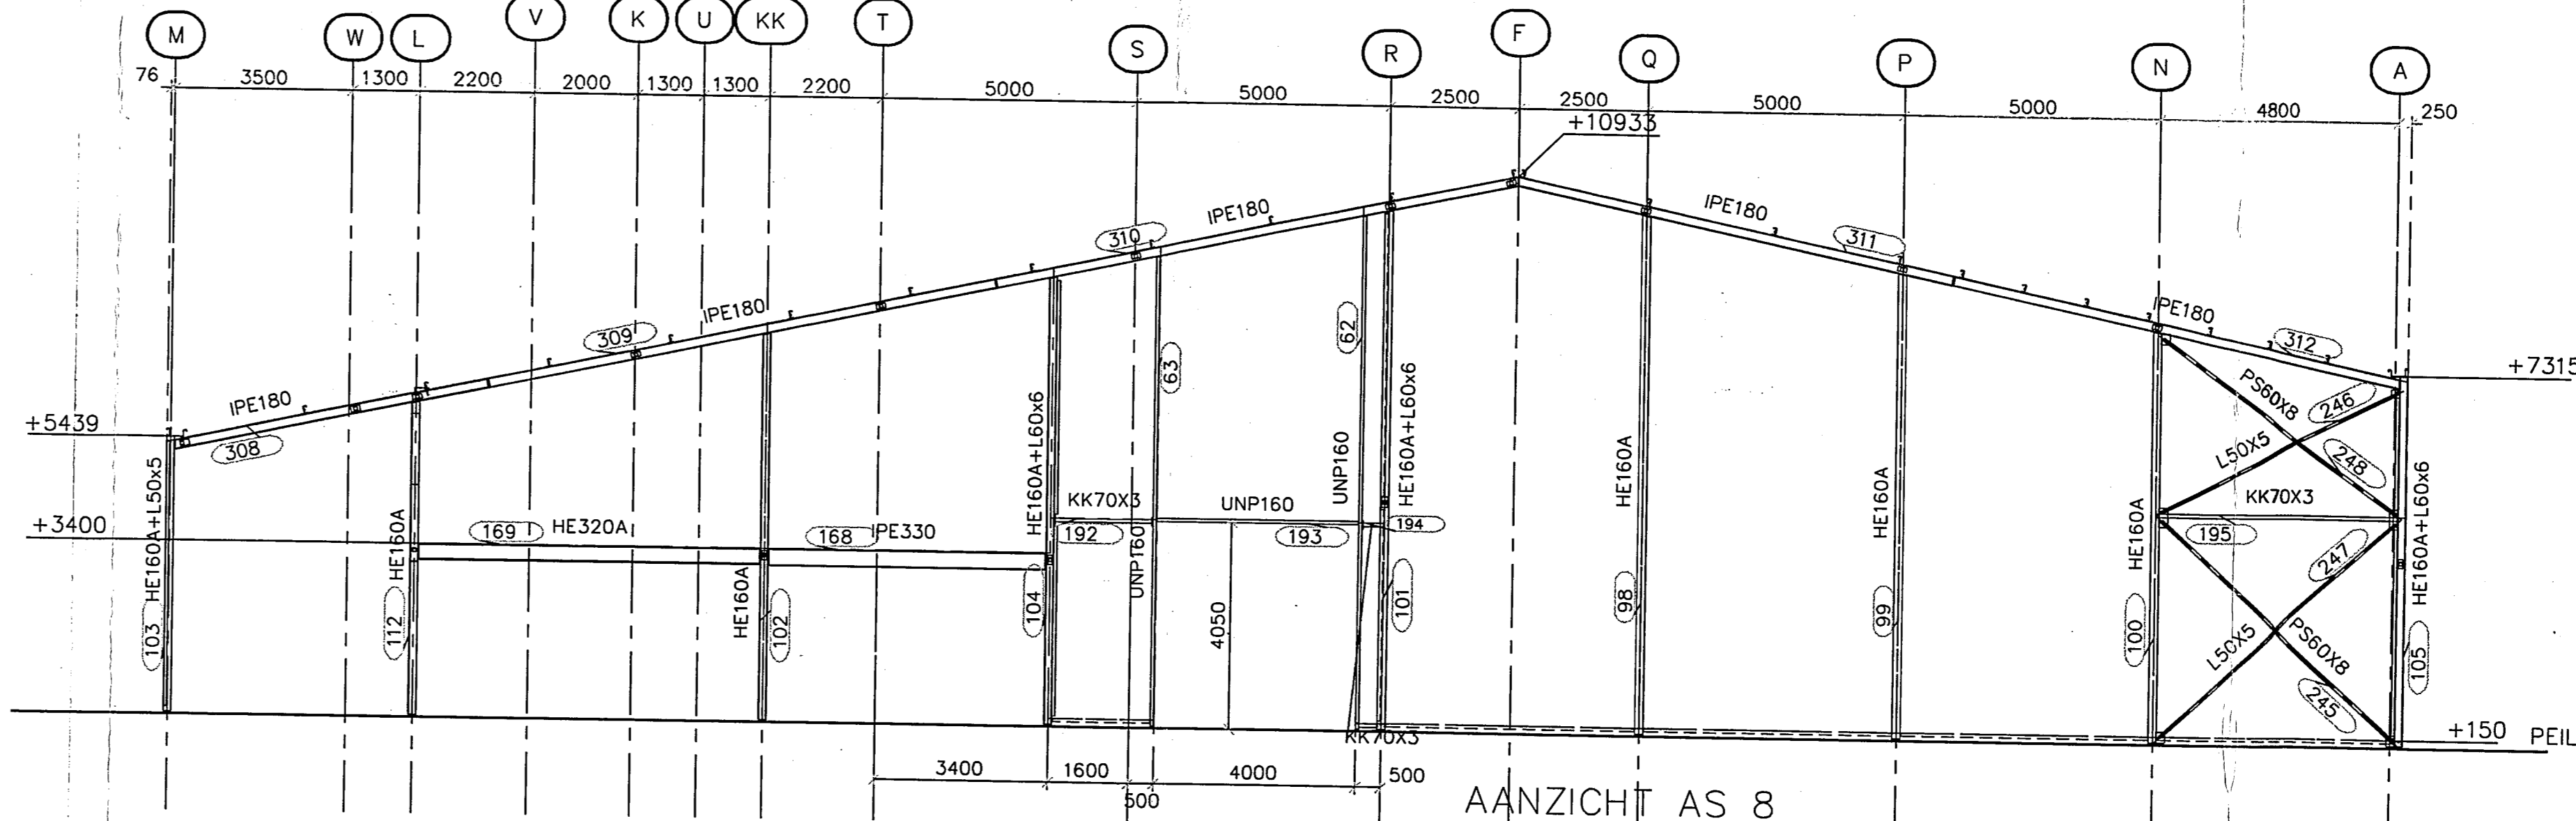 M W L V K U KK T S R F Q P N A
76 3500 1300 2200 2000 1300 1300 2200 5000 5000 2500 2500 5000 5000 4800 250
+10933
IPE180
IPE180
310
311
309
IPE180
IPE180
312
+7315
IPE180
308
+5439
62
63
PS60X8
246
L50X5
248
KK70X3
195
247
L50X5
PS60X8
245
+3400
169
HE320A
168
PE330
KK70X3
192
UNP160
193
194
HE160A+L50x5
103
HE160A
112
HE160A
102
HE160A+L60x6
104
UNP160
4050
UNP160
HE160A+L60x6
101
HE160A
98
HE160A
99
HE160A
100
HE160A+L60x6
105
KK70X3
+150 PEIL
3400 1600 500 4000 500
AANZICHT AS 8